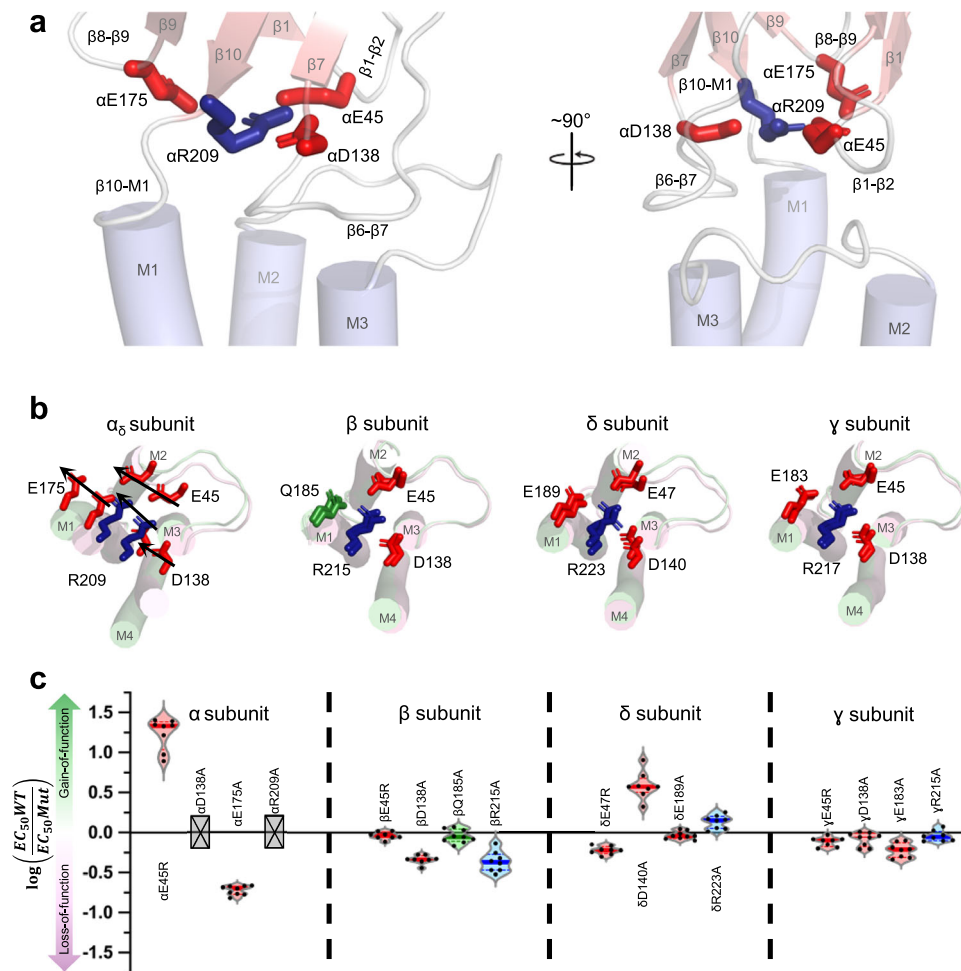 a
β8-β9
β9
β10
β1
β7
β1-β2
αE175
αE45
αR209
αD138
β10-M1
β6-β7
M1
M2
M3
~90°
β10
β9
β8-β9
β7
β1
αE175
β10-M1
αR209
αD138
αE45
β6-β7
β1-β2
M1
M3
M2
b
αδ subunit
β subunit
δ subunit
ɣ subunit
M2
E175
E45
M1
M3
R209
D138
M4
M2
E45
Q185
M1
M3
R215
D138
M4
M2
E47
E189
M1
M3
R223
D140
M4
M2
E45
E183
M1
M3
R217
D138
M4
c
Gain-of-function
Loss-of-function
log(EC50WT/EC50Mut)
1.5
1.0
0.5
0.0
-0.5
-1.0
-1.5
α subunit
β subunit
δ subunit
ɣ subunit
αE45R
αD138A
αE175A
αR209A
βE45R
βD138A
βQ185A
βR215A
δE47R
δD140A
δE189A
δR223A
ɣE45R
ɣD138A
ɣE183A
ɣR215A